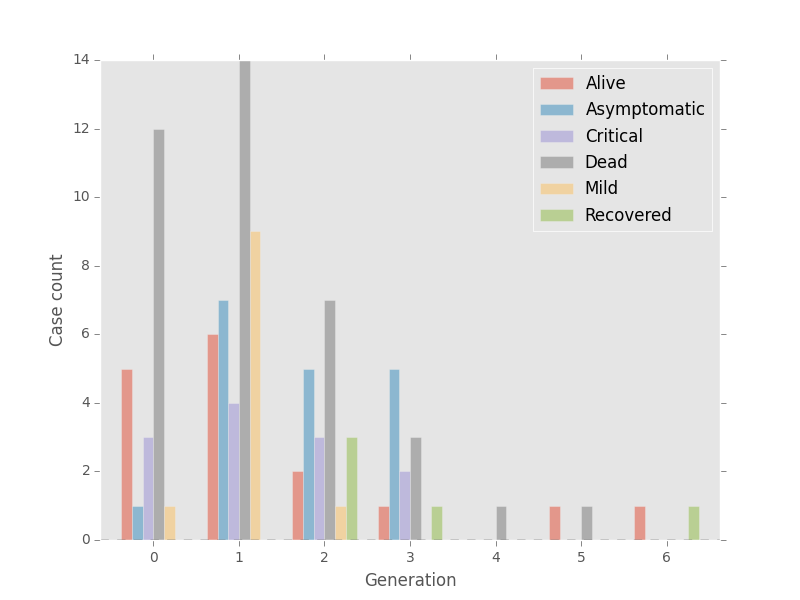 14
12
10
8
6
4
2
0
Case count
Alive
Asymptomatic
Critical
Dead
Mild
Recovered
0 1 2 3 4 5 6
Generation